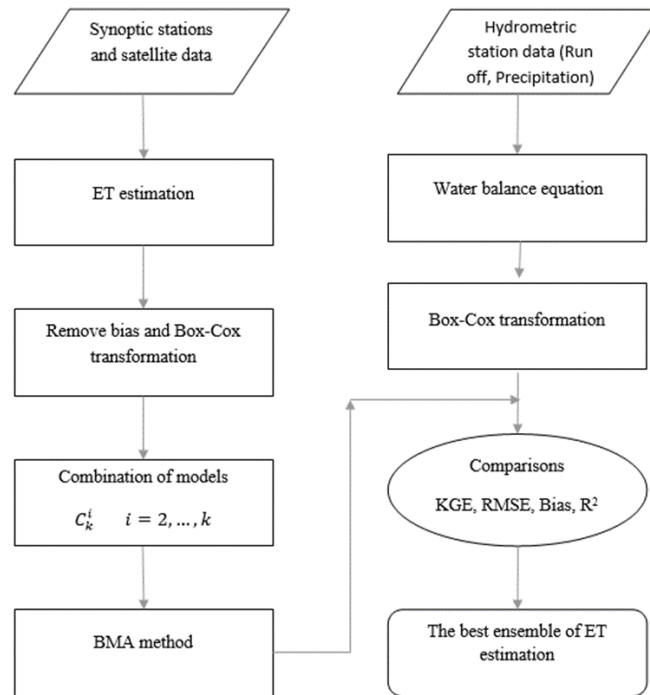 Synoptic stations
and satellite data
ET estimation
Remove bias and Box-Cox
transformation
Combination of models
$C_k^i$ $i = 2, \dots, k$
BMA method
Hydrometric
station data (Run
off, Precipitation)
Water balance equation
Box-Cox transformation
Comparisons
KGE, RMSE, Bias, R²
The best ensemble of ET
estimation